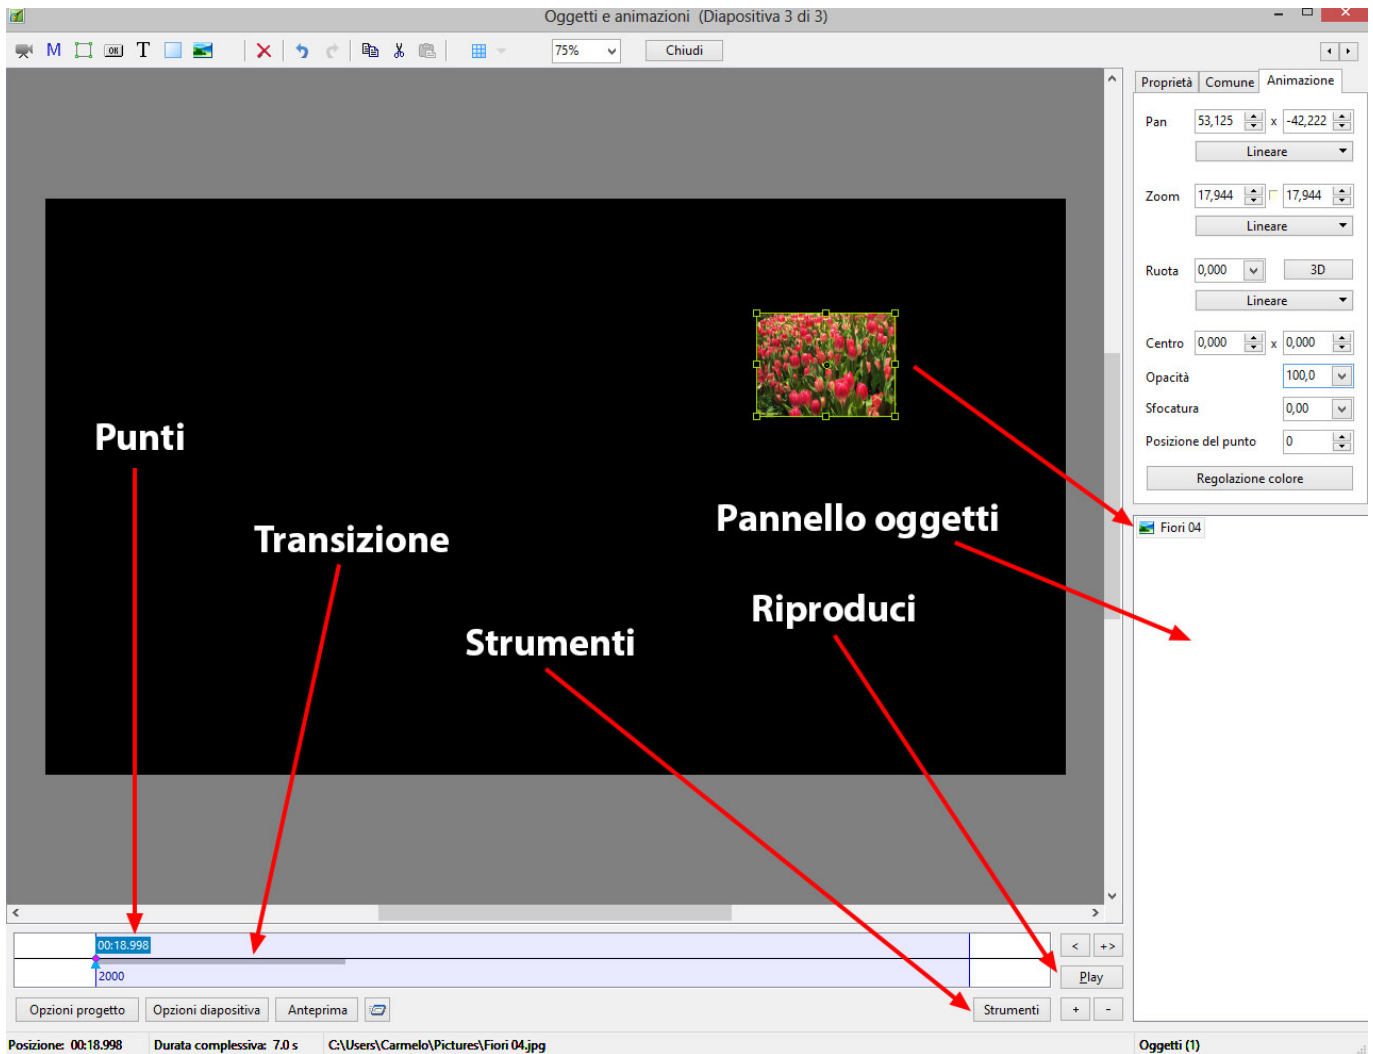 Oggetti e animazioni (Diapositiva 3 di 3)
M OK T 75% Chiudi
Proprietà Comune Animazione
Pan 53,125 x -42,222
Lineare
Zoom 17,944 17,944
Lineare
Ruota 0,000 3D
Lineare
Centro 0,000 x 0,000
Opacità 100,0
Sfocatura 0,00
Posizione del punto 0
Regolazione colore
Fiori 04
Punti
Transizione
Pannello oggetti
Riproduci
Strumenti
00:18.998
2000
< +>
Play
Opzioni progetto Opzioni diapositiva Anteprima Strumenti + -
Posizione: 00:18.998 Durata complessiva: 7.0 s C:\Users\Carmelo\Pictures\Fiori 04.jpg Oggetti (1)